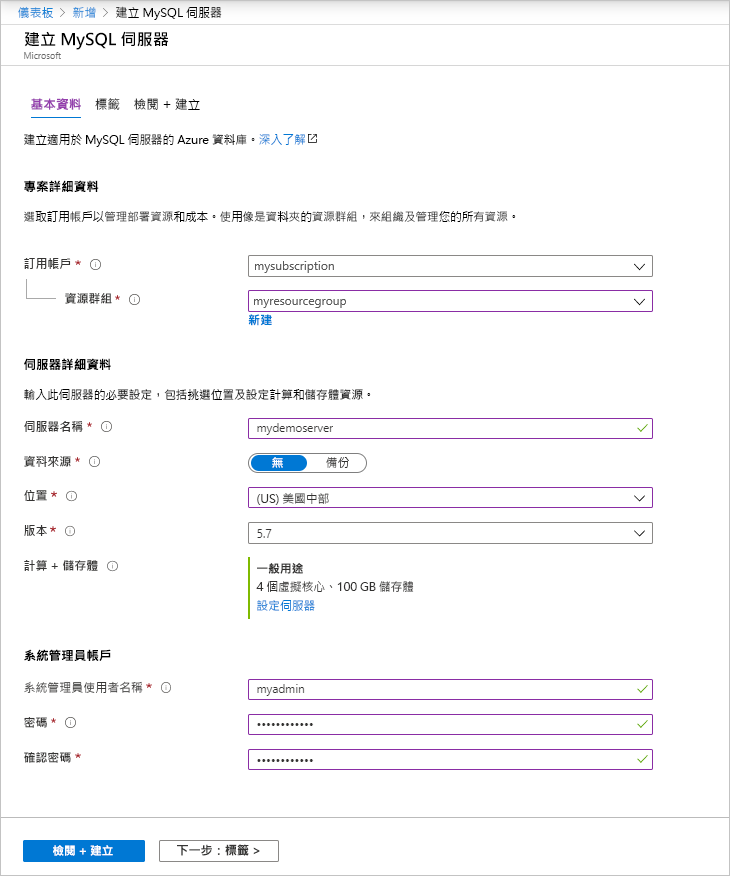 儀表板 > 新增 > 建立 MySQL 伺服器
建立 MySQL 伺服器
Microsoft
基本資料 標籤 檢閱 + 建立
建立適用於 MySQL 伺服器的 Azure 資料庫。深入了解
專案詳細資料
選取訂用帳戶以管理部署資源和成本。使用像是資料夾的資源群組，來組織及管理您的所有資源。
訂用帳戶 * mysubscription
資源群組 * myresourcegroup
新建
伺服器詳細資料
輸入此伺服器的必要設定，包括挑選位置及設定計算和儲存體資源。
伺服器名稱 * mydemoserver
資料來源 * 無 備份
位置 * (US) 美國中部
版本 * 5.7
計算 + 儲存體 一般用途
4 個虛擬核心、100 GB 儲存體
設定伺服器
系統管理員帳戶
系統管理員使用者名稱 * myadmin
密碼 * ••••••••••••
確認密碼 * ••••••••••••
檢閱 + 建立 下一步：標籤 >